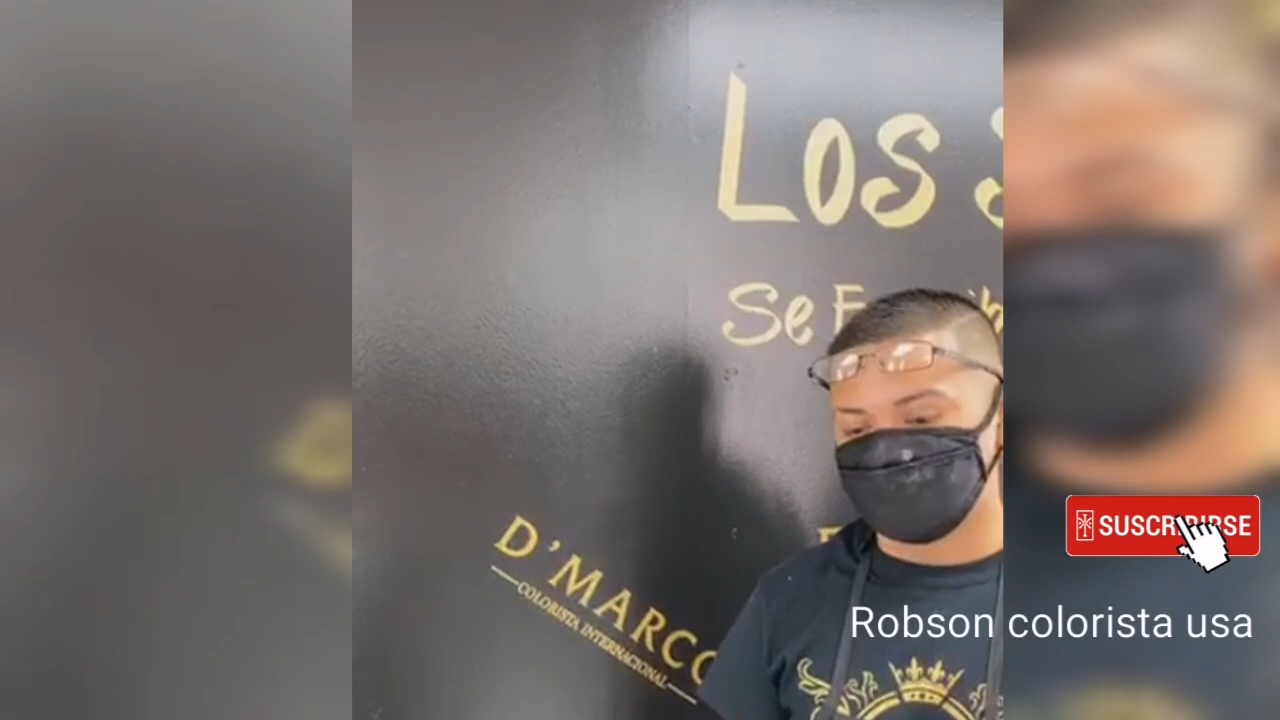 Los
Se
D'MARCO
COLORISTA INTERNACIONAL
SUSCRIBIRSE
Robson colorista usa